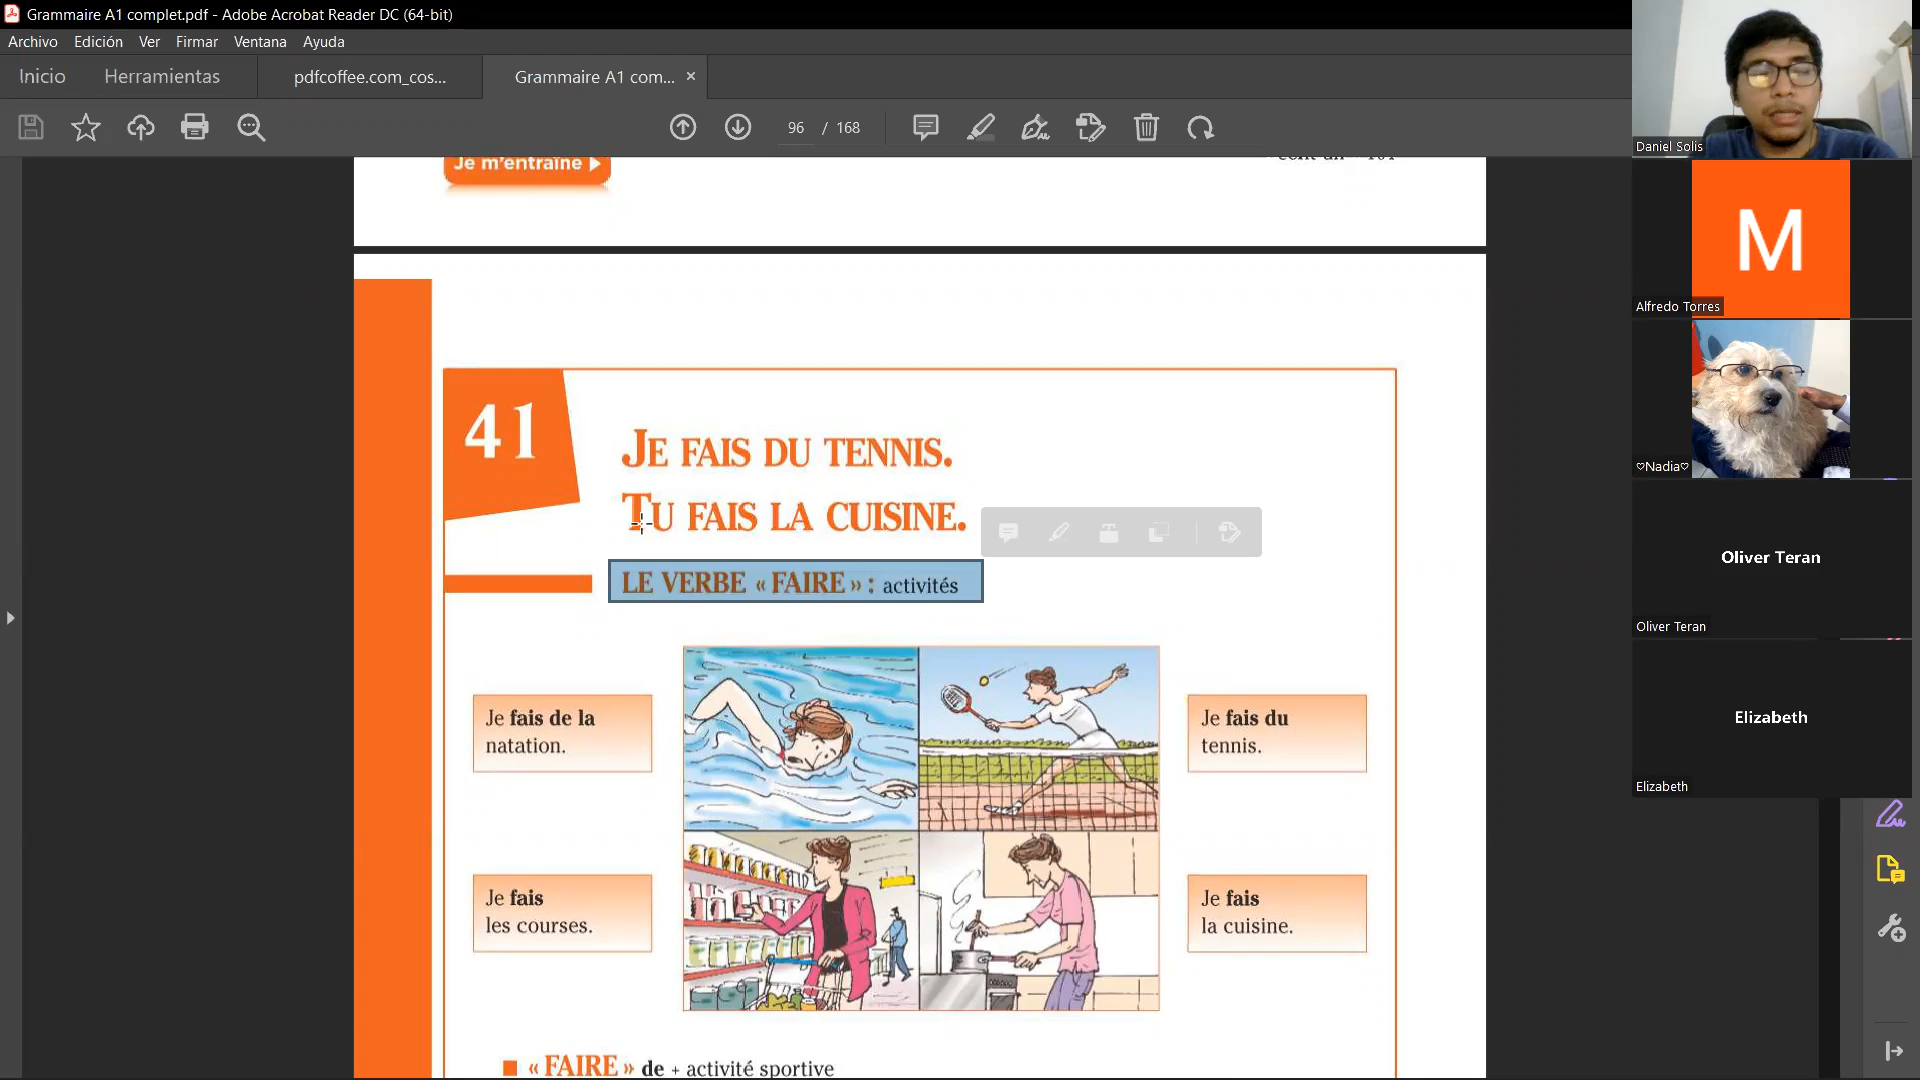 Grammaire A1 complet.pdf - Adobe Acrobat Reader DC (64-bit)
Archivo Edición Ver Firmar Ventana Ayuda
Inicio Herramientas pdfcoffee.com_cos... Grammaire A1 com... ×
96 / 168
Je m'entraîne
41
JE FAIS DU TENNIS.
TU FAIS LA CUISINE.
LE VERBE « FAIRE » : activités
Je fais de la
natation.
Je fais du
tennis.
Je fais
les courses.
Je fais
la cuisine.
« FAIRE » de + activité sportive
Daniel Solis
M
Alfredo Torres
♡Nadia♡
Oliver Teran
Oliver Teran
Elizabeth
Elizabeth